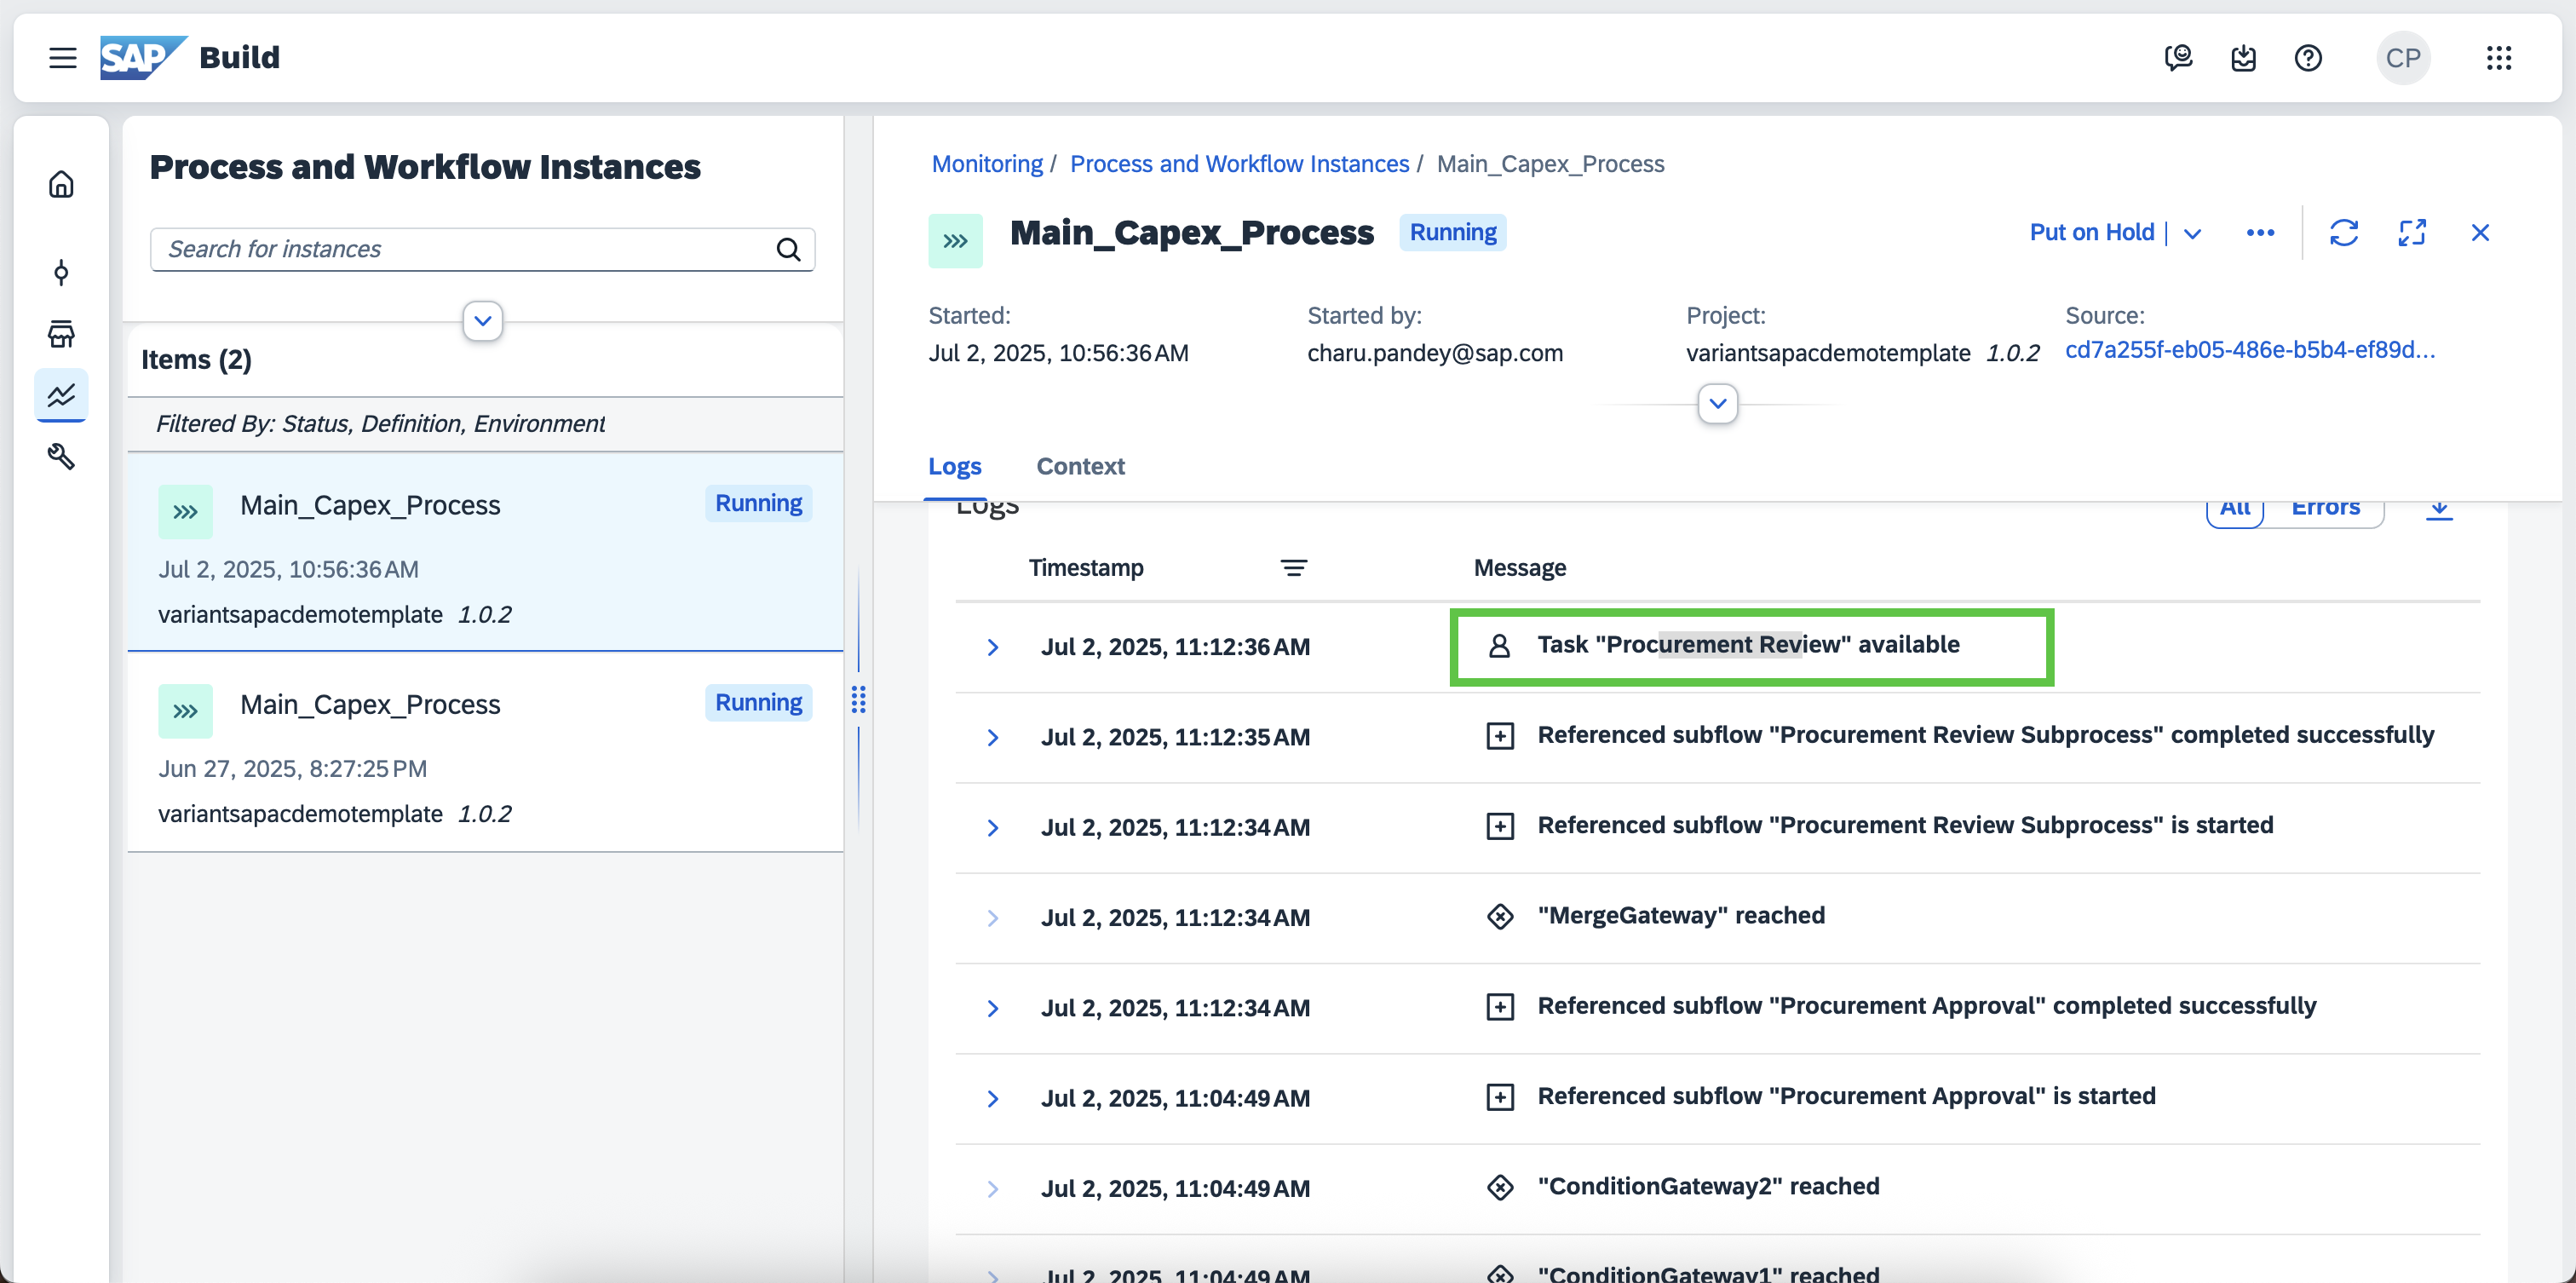 SAP Build
CP
Process and Workflow Instances
Search for instances
Items (2)
Filtered By: Status, Definition, Environment
Main_Capex_Process Running
Jul 2, 2025, 10:56:36 AM
variantsapacdemotemplate 1.0.2
Main_Capex_Process Running
Jun 27, 2025, 8:27:25 PM
variantsapacdemotemplate 1.0.2
Monitoring / Process and Workflow Instances / Main_Capex_Process
Main_Capex_Process Running
Put on Hold
Started: Started by: Project: Source:
Jul 2, 2025, 10:56:36 AM charu.pandey@sap.com variantsapacdemotemplate 1.0.2 cd7a255f-eb05-486e-b5b4-ef89d...
Logs Context
Logs All Errors
Timestamp Message
Jul 2, 2025, 11:12:36 AM Task "Procurement Review" available
Jul 2, 2025, 11:12:35 AM Referenced subflow "Procurement Review Subprocess" completed successfully
Jul 2, 2025, 11:12:34 AM Referenced subflow "Procurement Review Subprocess" is started
Jul 2, 2025, 11:12:34 AM "MergeGateway" reached
Jul 2, 2025, 11:12:34 AM Referenced subflow "Procurement Approval" completed successfully
Jul 2, 2025, 11:04:49 AM Referenced subflow "Procurement Approval" is started
Jul 2, 2025, 11:04:49 AM "ConditionGateway2" reached
Jul 2, 2025, 11:04:49 AM "ConditionGateway1" reached